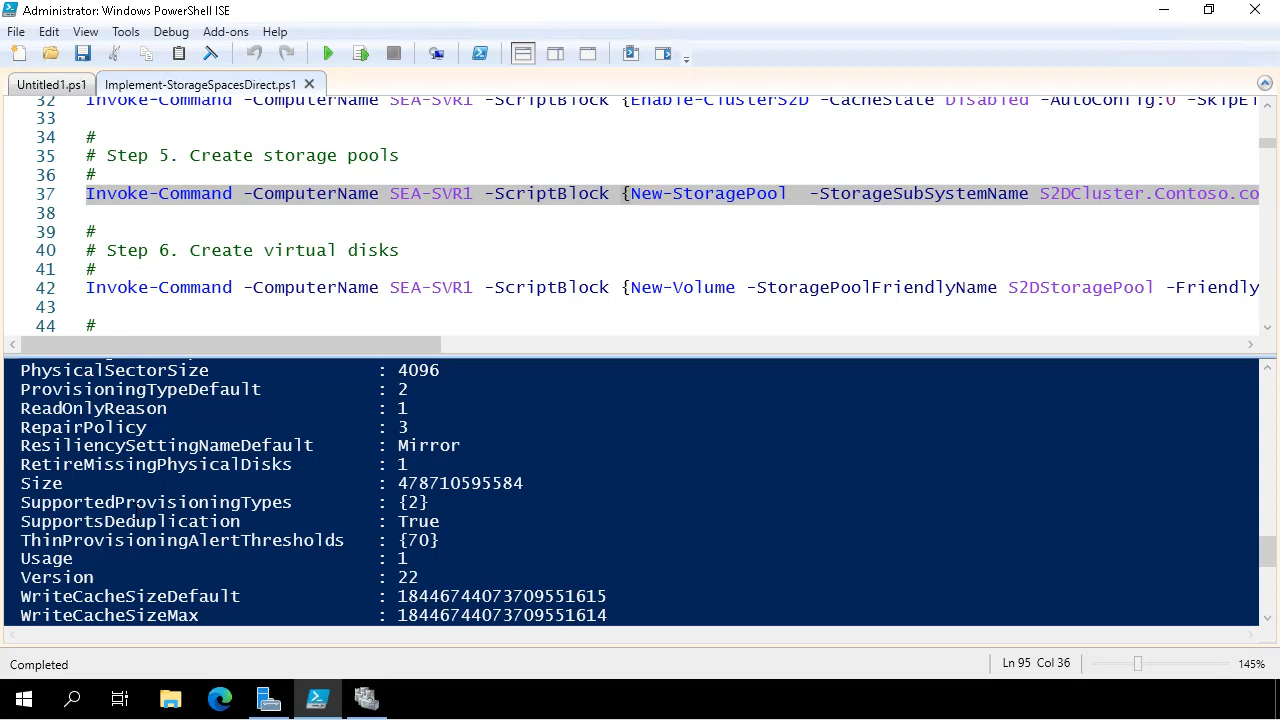 Administrator: Windows PowerShell ISE
File Edit View Tools Debug Add-ons Help
Untitled1.ps1 Implement-StorageSpacesDirect.ps1
32 Invoke-Command -ComputerName SEA-SVR1 -ScriptBlock {Enable-ClusterS2D -CacheState Disabled -AutoConfig:0 -SkipEl
33
34 #
35 # Step 5. Create storage pools
36 #
37 Invoke-Command -ComputerName SEA-SVR1 -ScriptBlock {New-StoragePool -StorageSubSystemName S2DCluster.Contoso.co
38
39 #
40 # Step 6. Create virtual disks
41 #
42 Invoke-Command -ComputerName SEA-SVR1 -ScriptBlock {New-Volume -StoragePoolFriendlyName S2DStoragePool -Friendly
43
44 #
PhysicalSectorSize : 4096
ProvisioningTypeDefault : 2
ReadOnlyReason : 1
RepairPolicy : 3
ResiliencySettingNameDefault : Mirror
RetireMissingPhysicalDisks : 1
Size : 478710595584
SupportedProvisioningTypes : {2}
SupportsDeduplication : True
ThinProvisioningAlertThresholds : {70}
Usage : 1
Version : 22
WriteCacheSizeDefault : 18446744073709551615
WriteCacheSizeMax : 18446744073709551614
Completed Ln 95 Col 36 145%